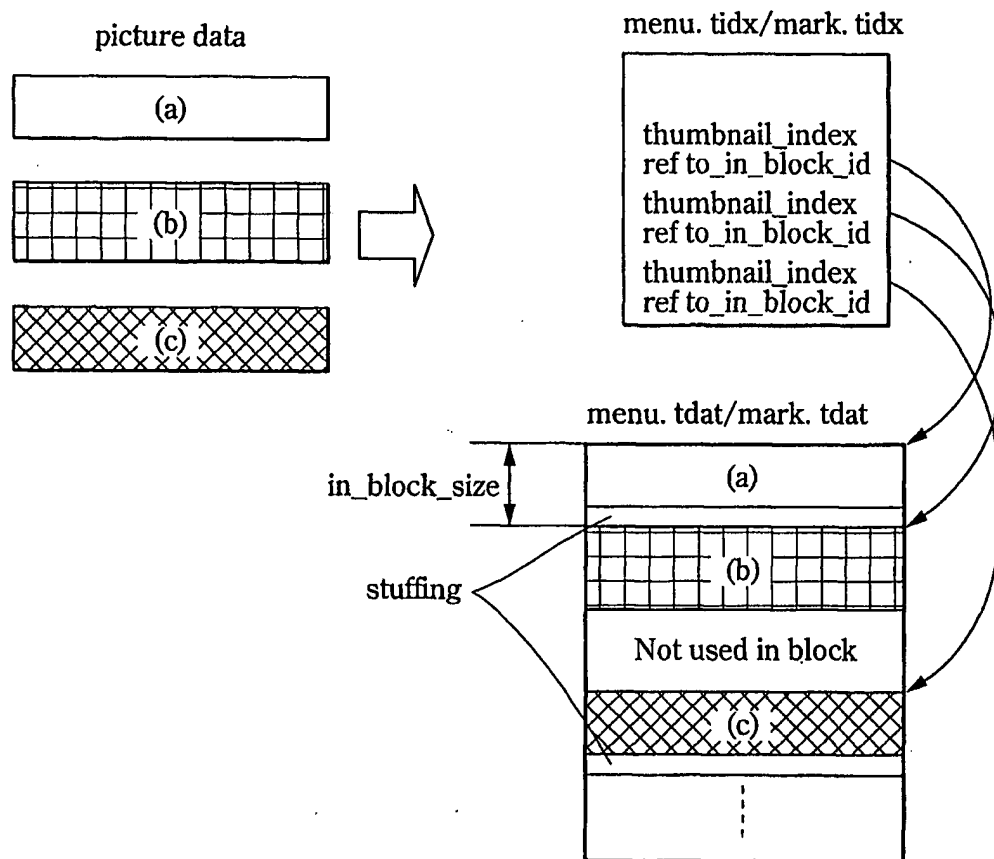 picture data
(a)
(b)
(c)
menu. tidx/mark. tidx
thumbnail_index
ref to_in_block_id
thumbnail_index
ref to_in_block_id
thumbnail_index
ref to_in_block_id
menu. tdat/mark. tdat
in_block_size
(a)
stuffing
(b)
Not used in block
(c)